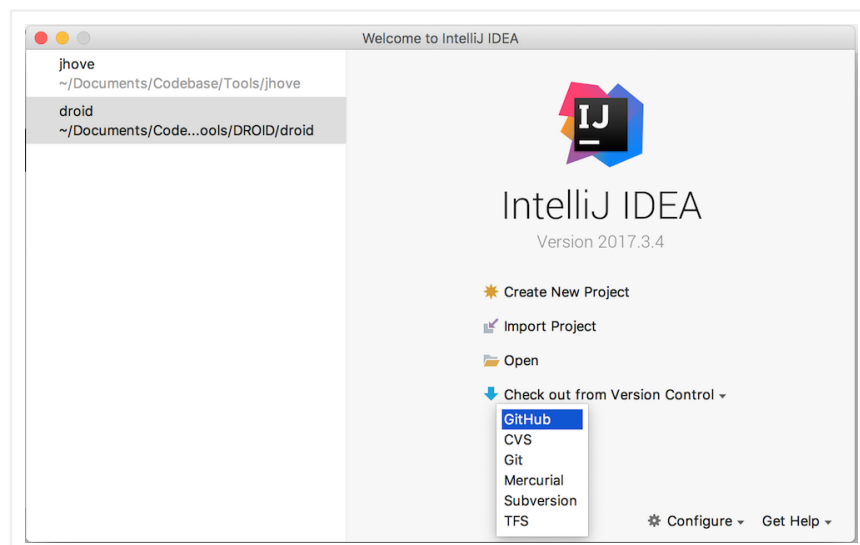 Welcome to IntelliJ IDEA
jhove
~/Documents/Codebase/Tools/jhove
droid
~/Documents/Code...ools/DROID/droid
IJ
IntelliJ IDEA
Version 2017.3.4
Create New Project
Import Project
Open
Check out from Version Control
GitHub
CVS
Git
Mercurial
Subversion
TFS
Configure Get Help